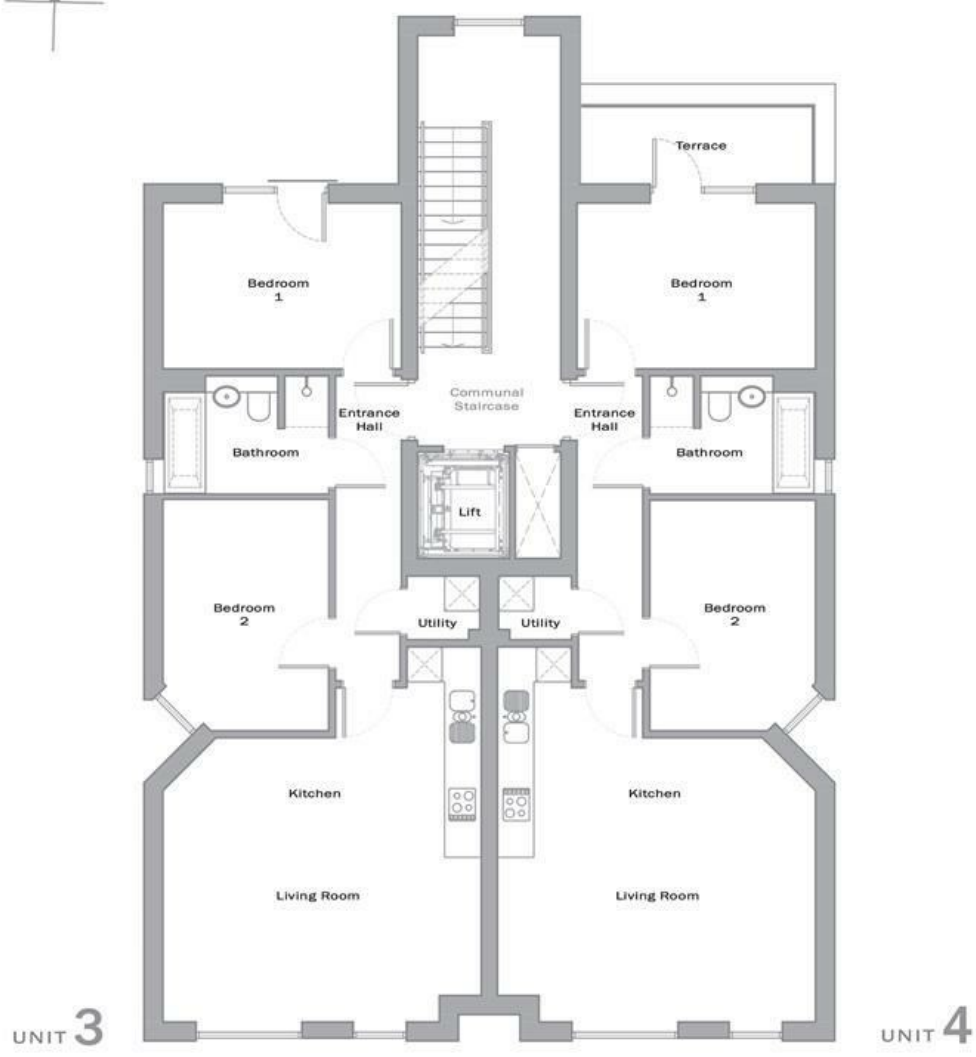 Terrace
Bedroom
1
Bedroom
1
Communal
Staircase
Entrance
Hall
Entrance
Hall
Bathroom
Bathroom
Lift
Bedroom
2
Utility
Utility
Bedroom
2
Kitchen
Kitchen
Living Room
Living Room
UNIT 3
UNIT 4